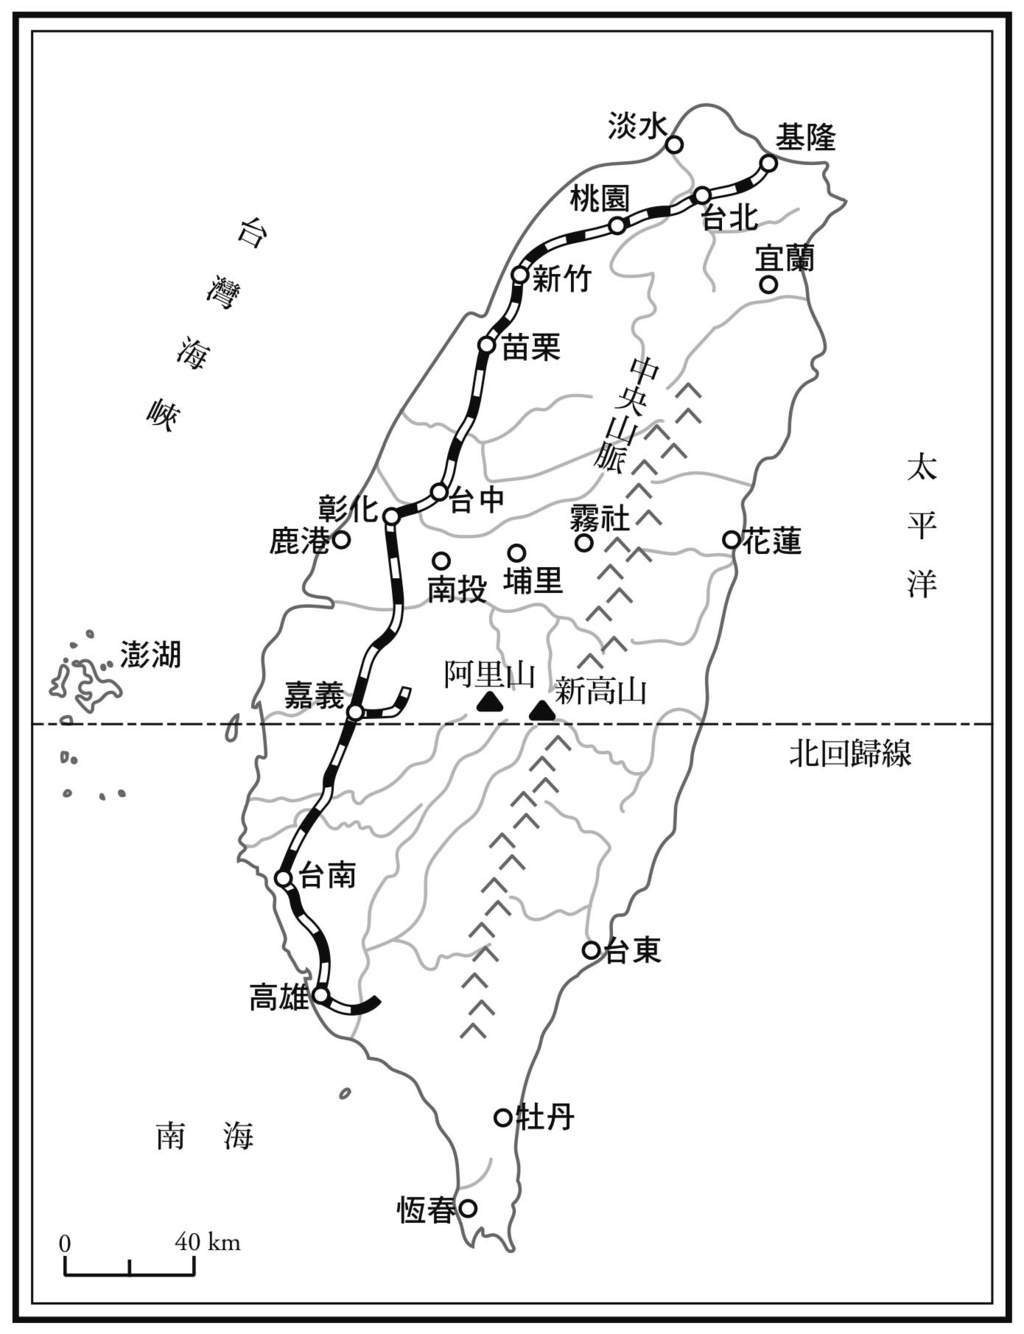 淡水
基隆
桃園
台北
宜蘭
新竹
苗栗
台灣海峽
中央山脈
太平洋
台中
彰化
鹿港
霧社
花蓮
南投
埔里
澎湖
阿里山
新高山
嘉義
北回歸線
台南
台東
高雄
牡丹
南海
恆春
0 40 km